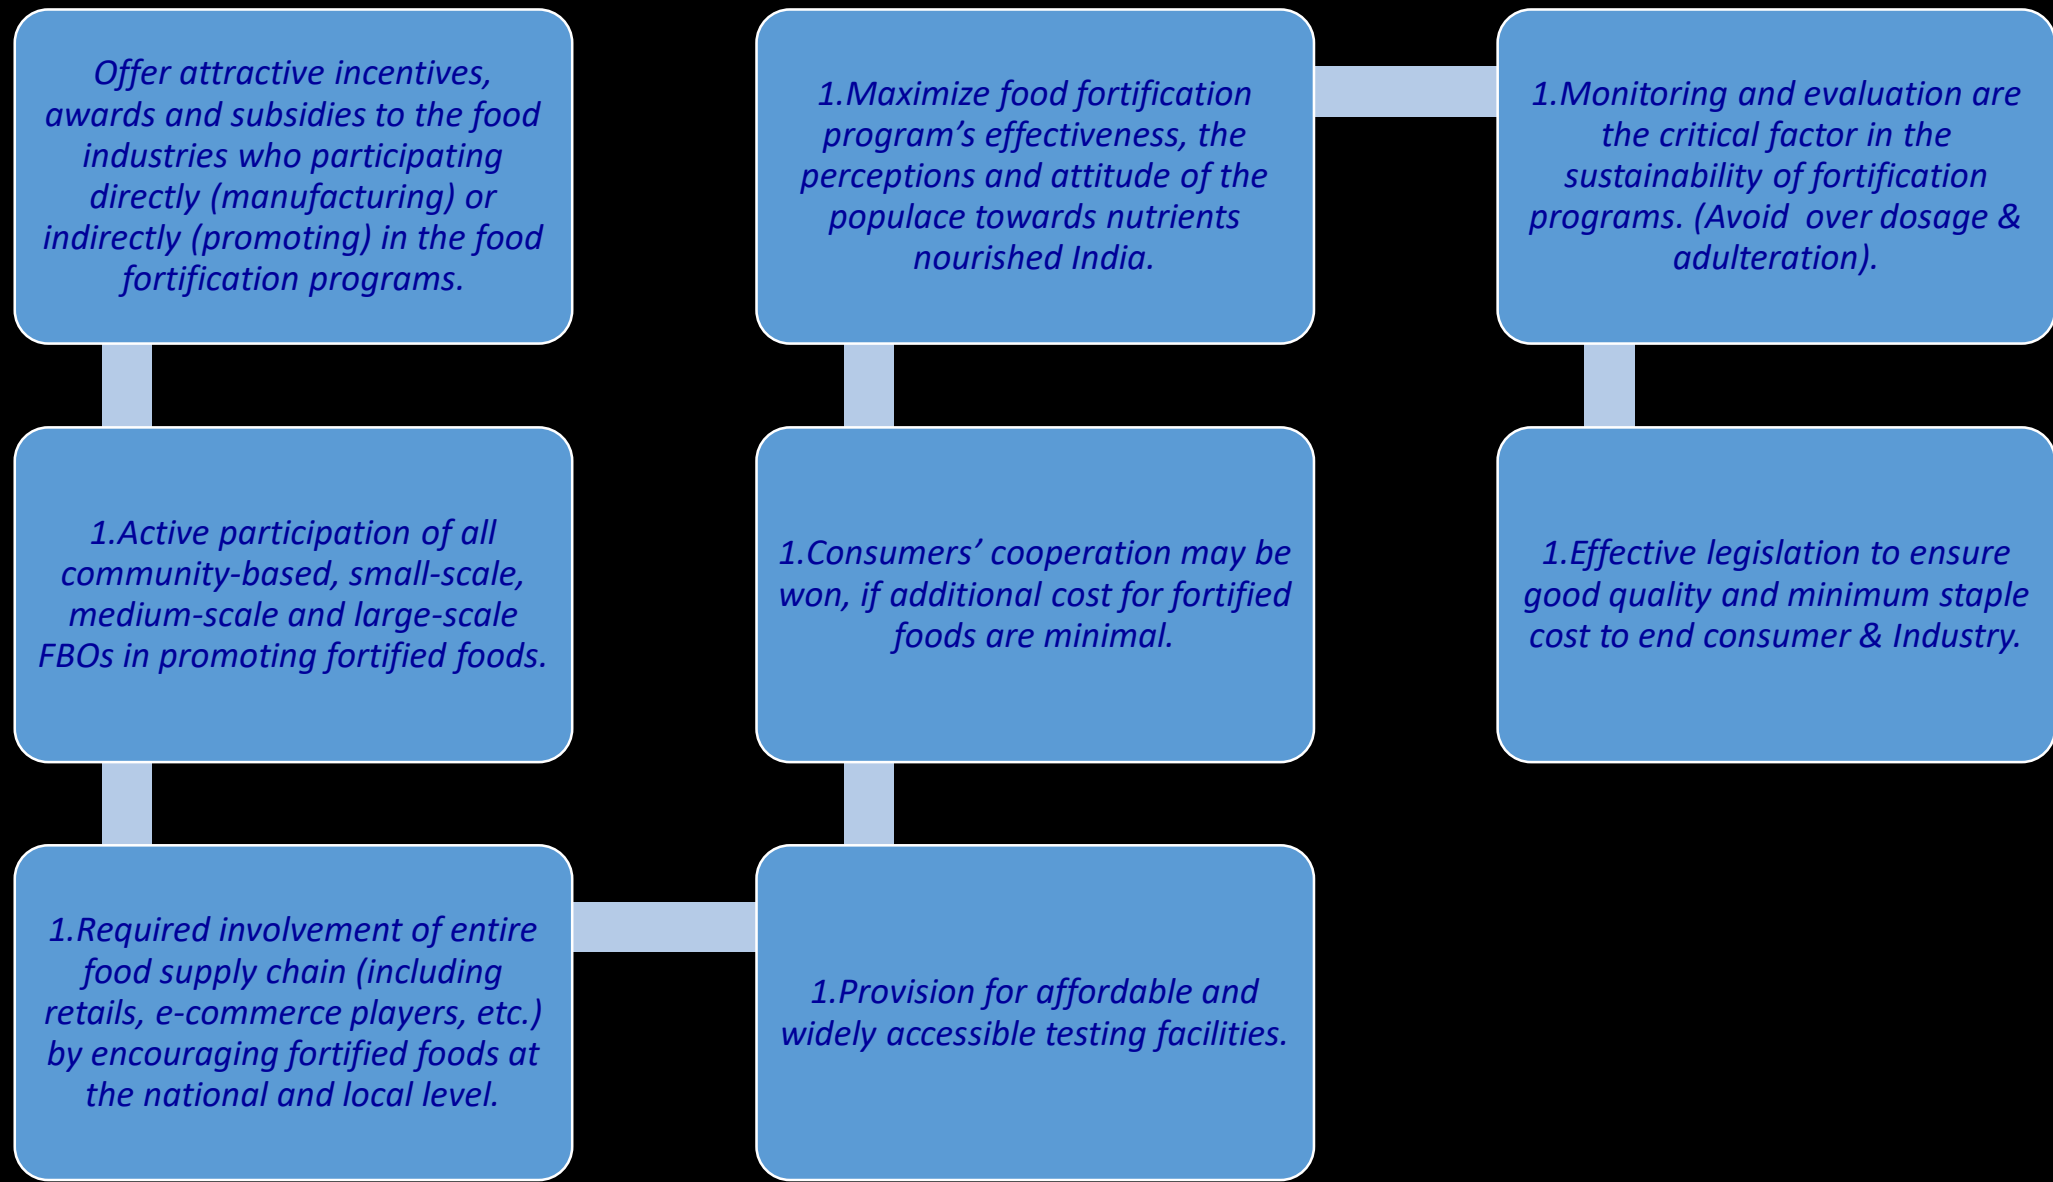 Offer attractive incentives,
awards and subsidies to the food
industries who participating
directly (manufacturing) or
indirectly (promoting) in the food
fortification programs.
1.Active participation of all
community-based, small-scale,
medium-scale and large-scale
FBOs in promoting fortified foods.
1.Required involvement of entire
food supply chain (including
retails, e-commerce players, etc.)
by encouraging fortified foods at
the national and local level.
1.Provision for affordable and
widely accessible testing facilities.
1.Consumers’ cooperation may be
won, if additional cost for fortified
foods are minimal.
1.Maximize food fortification
program’s effectiveness, the
perceptions and attitude of the
populace towards nutrients
nourished India.
1.Monitoring and evaluation are
the critical factor in the
sustainability of fortification
programs. (Avoid  over dosage &
adulteration).
1.Effective legislation to ensure
good quality and minimum staple
cost to end consumer & Industry.